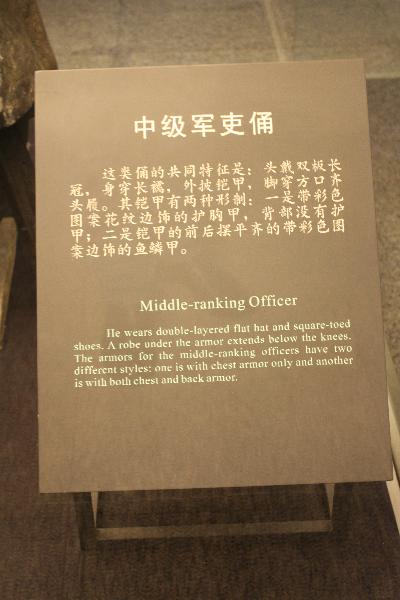 中级军吏俑
这类俑的共同特征是：头戴双板长
冠，身穿长襦，外披铠甲，脚穿方口齐
头履。其铠甲有两种形制：一是带彩色
图案花纹边饰的护胸甲，背部没有护
甲；二是铠甲的前后摆平齐的带彩色图
案边饰的鱼鳞甲。
Middle-ranking Officer
He wears double-layered flat hat and square-toed
shoes. A robe under the armor extends below the knees.
The armors for the middle-ranking officers have two
different styles: one is with chest armor only and another
is with both chest and back armor.